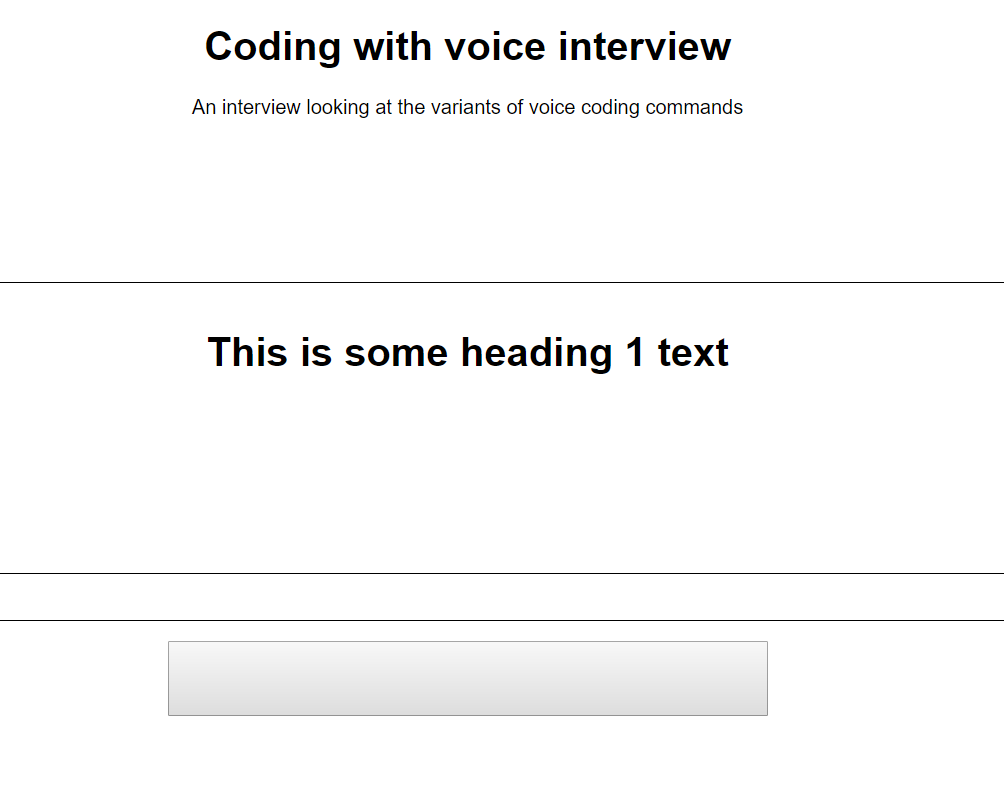 Coding with voice interview
An interview looking at the variants of voice coding commands
This is some heading 1 text